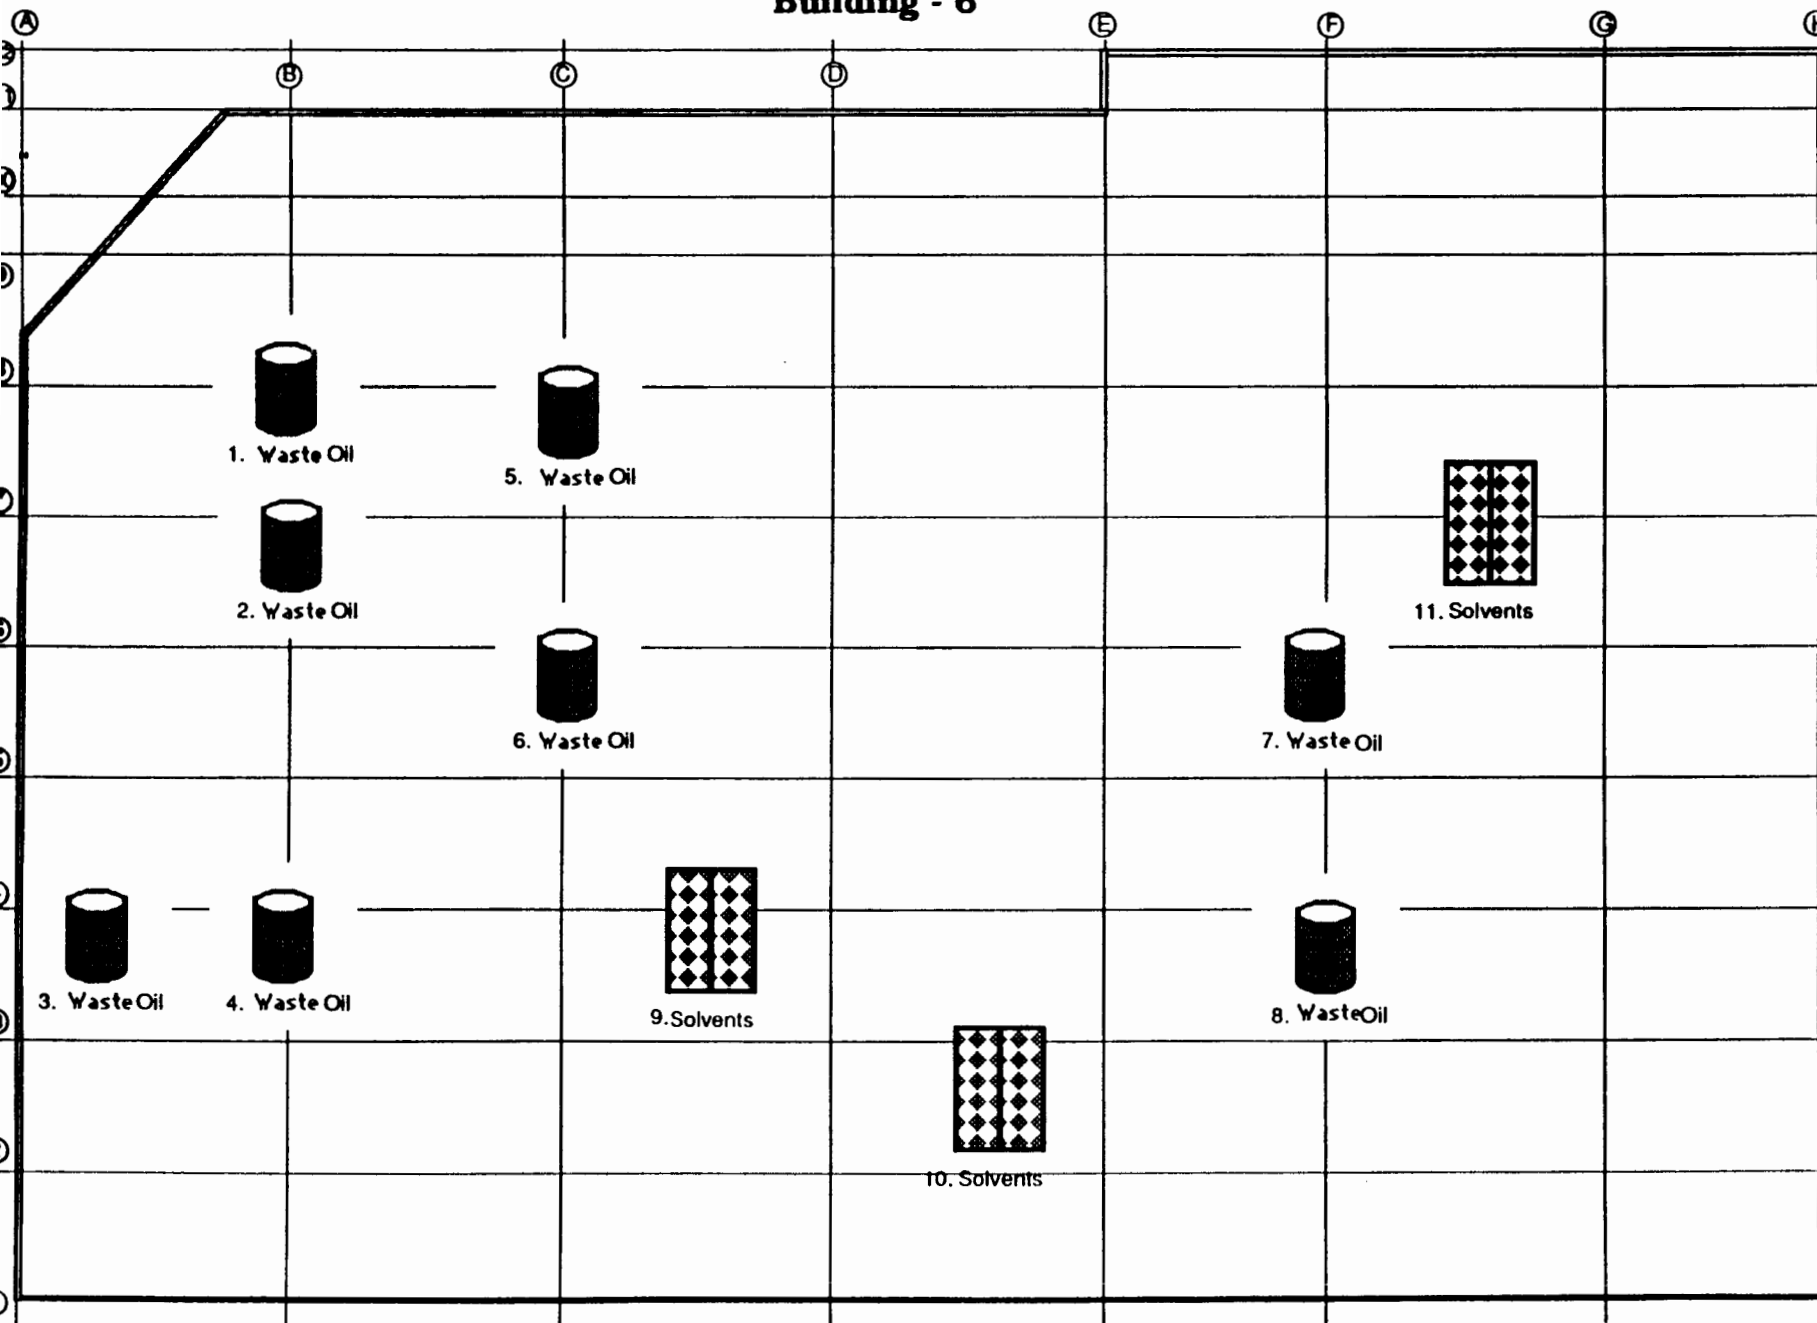 Building - 6
A
E
F
G
B
C
D
1. Waste Oil
5. Waste Oil
2. Waste Oil
11. Solvents
6. Waste Oil
7. Waste Oil
3. Waste Oil
4. Waste Oil
9. Solvents
8. Waste Oil
10. Solvents